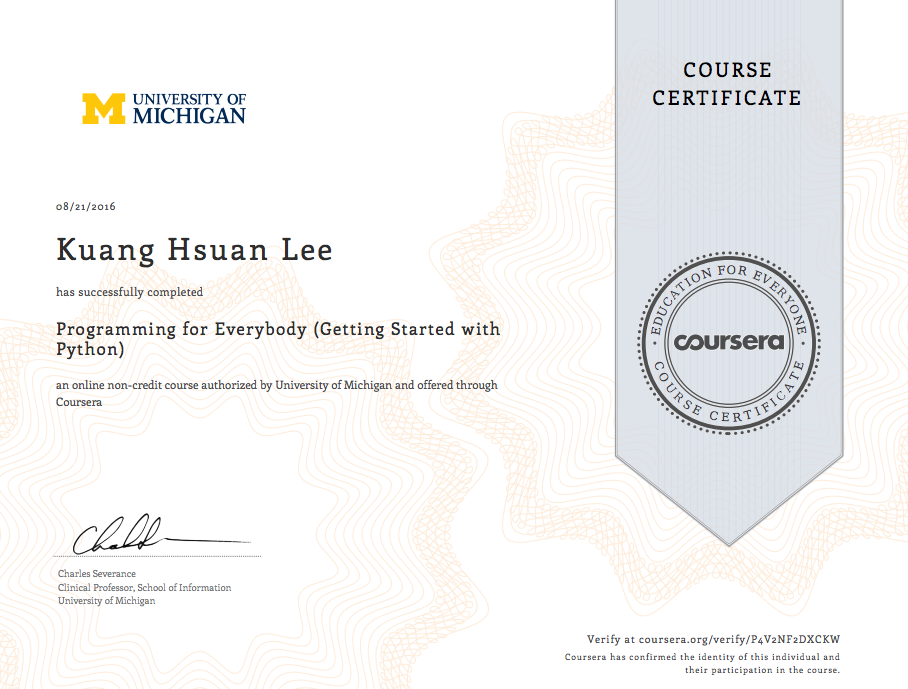 UNIVERSITY OF
MICHIGAN
08/21/2016
Kuang Hsuan Lee
has successfully completed
Programming for Everybody (Getting Started with
Python)
an online non-credit course authorized by University of Michigan and offered through
Coursera
Charles Severance
Clinical Professor, School of Information
University of Michigan
COURSE
CERTIFICATE
EDUCATION FOR EVERYONE
coursera
COURSE CERTIFICATE
Verify at coursera.org/verify/P4V2NF2DXCKW
Coursera has confirmed the identity of this individual and
their participation in the course.